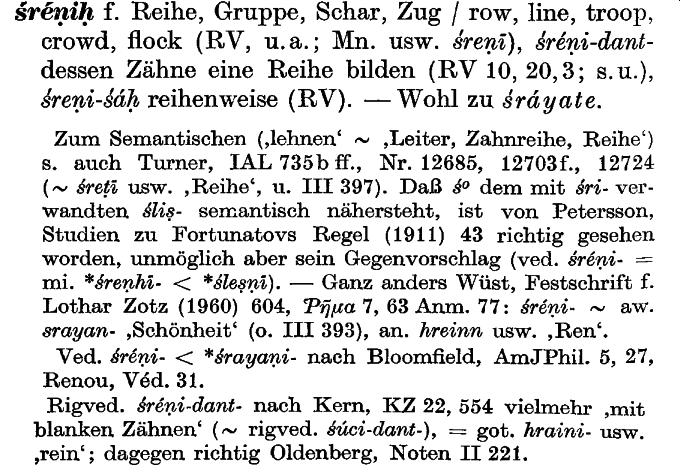 śréṇiḥ f. Reihe, Gruppe, Schar, Zug / row, line, troop,
crowd, flock (RV, u. a.; Mn. usw. śreṇī), śréṇi-dant-
dessen Zähne eine Reihe bilden (RV 10, 20, 3; s. u.),
śreṇi-śáḥ reihenweise (RV). — Wohl zu śráyate.
Zum Semantischen (‚lehnen‘ ~ ‚Leiter, Zahnreihe, Reihe‘)
s. auch Turner, IAL 735b ff., Nr. 12685, 12703f., 12724
(~ śreṭī usw. ‚Reihe‘, u. III 397). Daß ś⁰ dem mit śri- ver-
wandten śliṣ- semantisch nähersteht, ist von Petersson,
Studien zu Fortunatovs Regel (1911) 43 richtig gesehen
worden, unmöglich aber sein Gegenvorschlag (ved. śréṇi- =
mi. *śreṇhī- < *śleṣṇī). — Ganz anders Wüst, Festschrift f.
Lothar Zotz (1960) 604, Ῥῆμα 7, 63 Anm. 77: śréṇi- ~ aw.
srayan- ‚Schönheit‘ (o. III 393), an. hreinn usw. ‚Ren‘.
Ved. śréṇi- < *śrayaṇi- nach Bloomfield, AmJPhil. 5, 27,
Renou, Véd. 31.
Rigved. śréṇi-dant- nach Kern, KZ 22, 554 vielmehr ‚mit
blanken Zähnen‘ (~ rigved. śúci-dant-), = got. hraini- usw.
‚rein‘; dagegen richtig Oldenberg, Noten II 221.